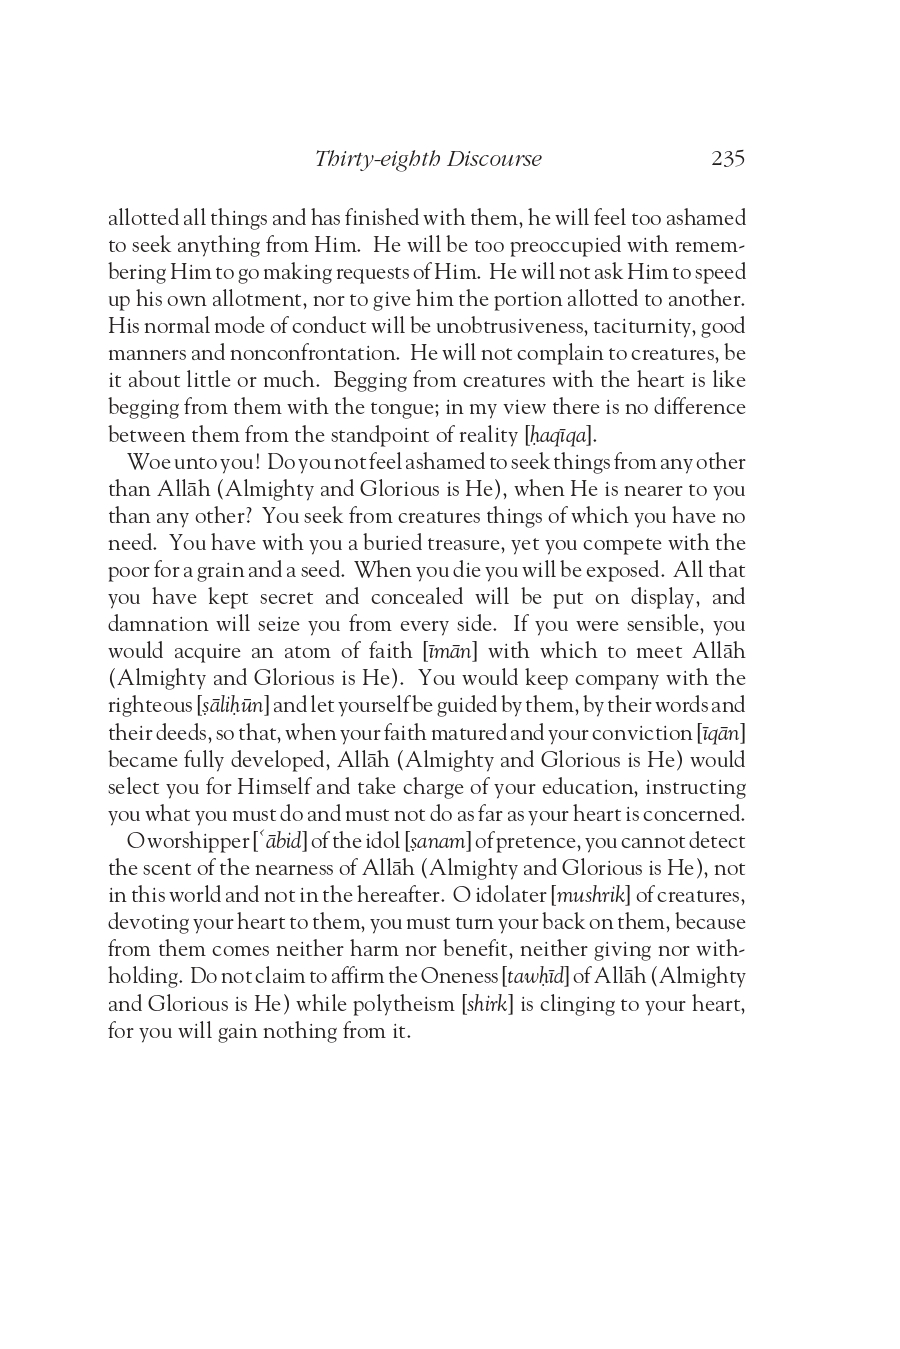 Thirty-eighth Discourse 235
allotted all things and has finished with them, he will feel too ashamed
to seek anything from Him. He will be too preoccupied with remem-
bering Him to go making requests of Him. He will not ask Him to speed
up his own allotment, nor to give him the portion allotted to another.
His normal mode of conduct will be unobtrusiveness, taciturnity, good
manners and nonconfrontation. He will not complain to creatures, be
it about little or much. Begging from creatures with the heart is like
begging from them with the tongue; in my view there is no difference
between them from the standpoint of reality [ḥaqīqa].
Woe unto you! Do you not feel ashamed to seek things from any other
than Allāh (Almighty and Glorious is He), when He is nearer to you
than any other? You seek from creatures things of which you have no
need. You have with you a buried treasure, yet you compete with the
poor for a grain and a seed. When you die you will be exposed. All that
you have kept secret and concealed will be put on display, and
damnation will seize you from every side. If you were sensible, you
would acquire an atom of faith [īmān] with which to meet Allāh
(Almighty and Glorious is He). You would keep company with the
righteous [ṣāliḥūn] and let yourself be guided by them, by their words and
their deeds, so that, when your faith matured and your conviction [īqān]
became fully developed, Allāh (Almighty and Glorious is He) would
select you for Himself and take charge of your education, instructing
you what you must do and must not do as far as your heart is concerned.
O worshipper [ʿābid] of the idol [ṣanam] of pretence, you cannot detect
the scent of the nearness of Allāh (Almighty and Glorious is He), not
in this world and not in the hereafter. O idolater [mushrik] of creatures,
devoting your heart to them, you must turn your back on them, because
from them comes neither harm nor benefit, neither giving nor with-
holding. Do not claim to affirm the Oneness [tawḥīd] of Allāh (Almighty
and Glorious is He) while polytheism [shirk] is clinging to your heart,
for you will gain nothing from it.